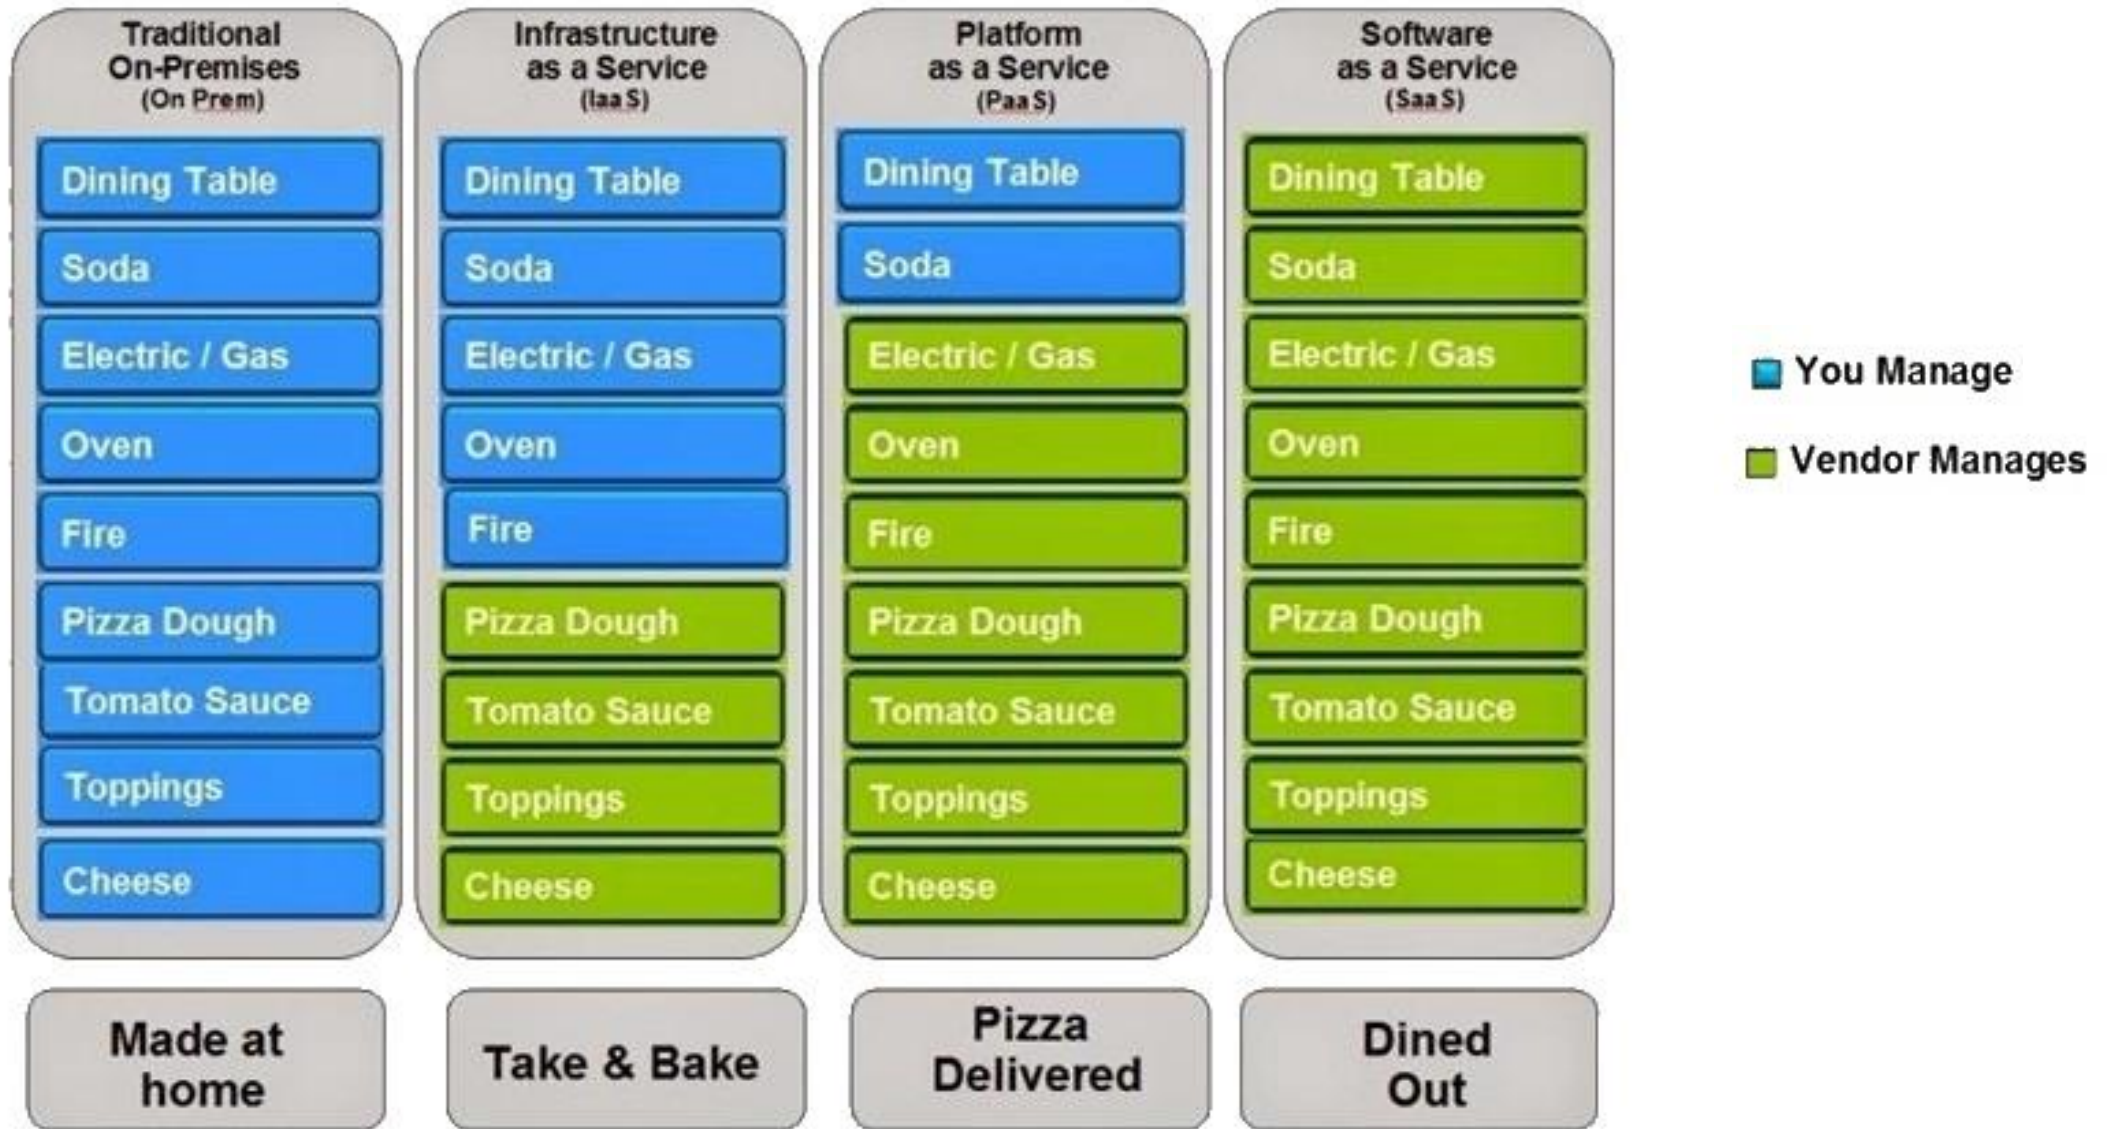 Traditional
On-Premises
(On Prem)
Dining Table
Soda
Electric / Gas
Oven
Fire
Pizza Dough
Tomato Sauce
Toppings
Cheese
Made at
home
Infrastructure
as a Service
(IaaS)
Dining Table
Soda
Electric / Gas
Oven
Fire
Pizza Dough
Tomato Sauce
Toppings
Cheese
Take & Bake
Platform
as a Service
(PaaS)
Dining Table
Soda
Electric / Gas
Oven
Fire
Pizza Dough
Tomato Sauce
Toppings
Cheese
Pizza
Delivered
Software
as a Service
(SaaS)
Dining Table
Soda
Electric / Gas
Oven
Fire
Pizza Dough
Tomato Sauce
Toppings
Cheese
Dined
Out
You Manage
Vendor Manages